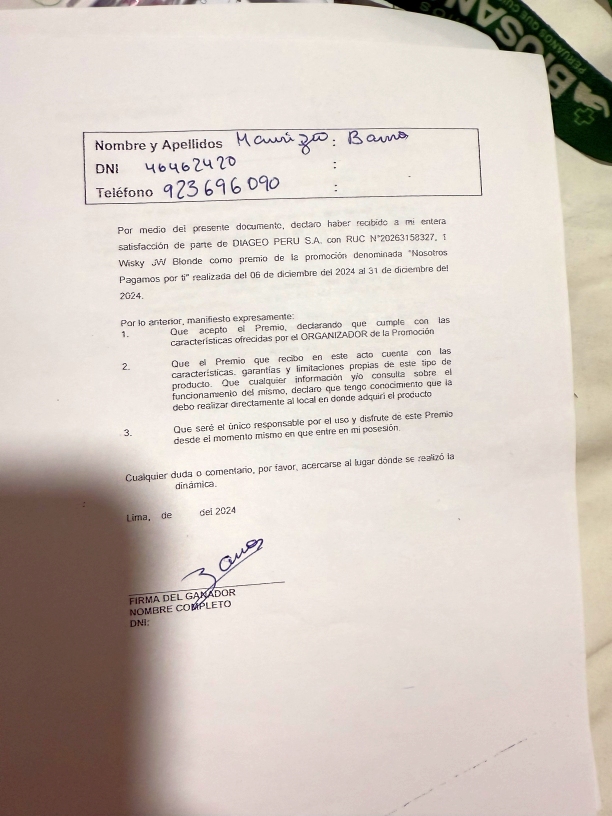 BIOSAN
PERUANOS QUE CU
Nombre y Apellidos Maurizio : Barro
DNI 46462420 :
Teléfono 923696090 :
Por medio del presente documento, declaro haber recibido a mi entera
satisfacción de parte de DIAGEO PERU S.A. con RUC N°20263158327, 1
Wisky JW Blonde como premio de la promoción denominada "Nosotros
Pagamos por ti" realizada del 06 de diciembre del 2024 al 31 de diciembre del
2024.
Por lo anterior, manifiesto expresamente:
1. Que acepto el Premio, declarando que cumple con las
características ofrecidas por el ORGANIZADOR de la Promoción
2. Que el Premio que recibo en este acto cuenta con las
características, garantías y limitaciones propias de este tipo de
producto. Que cualquier información y/o consulta sobre el
funcionamiento del mismo, declaro que tengo conocimiento que la
debo realizar directamente al local en donde adquirí el producto
3. Que seré el único responsable por el uso y disfrute de este Premio
desde el momento mismo en que entre en mi posesión.
Cualquier duda o comentario, por favor, acercarse al lugar dónde se realizó la
dinámica.
Lima, de del 2024
FIRMA DEL GANADOR
NOMBRE COMPLETO
DNI: